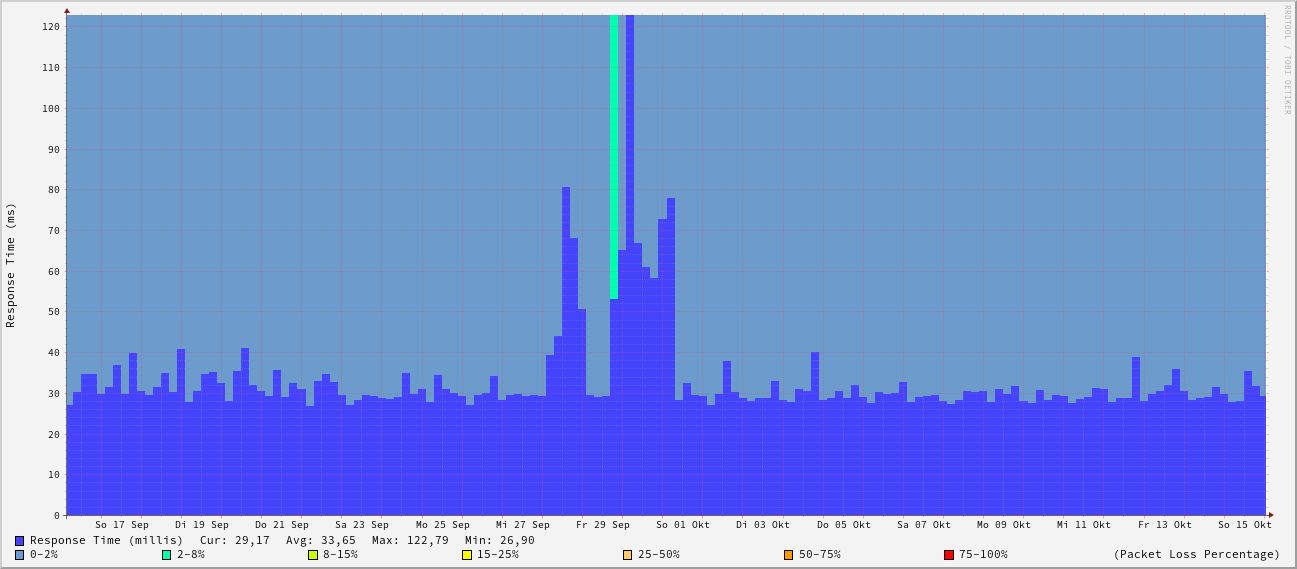 RRDTOOL / TOBI OETIKER
Response Time (ms)
120
110
100
90
80
70
60
50
40
30
20
10
0
So 17 Sep Di 19 Sep Do 21 Sep Sa 23 Sep Mo 25 Sep Mi 27 Sep Fr 29 Sep So 01 Okt Di 03 Okt Do 05 Okt Sa 07 Okt Mo 09 Okt Mi 11 Okt Fr 13 Okt So 15 Okt
Response Time (millis) Cur: 29,17 Avg: 33,65 Max: 122,79 Min: 26,90
0-2% 2-8% 8-15% 15-25% 25-50% 50-75% 75-100% (Packet Loss Percentage)